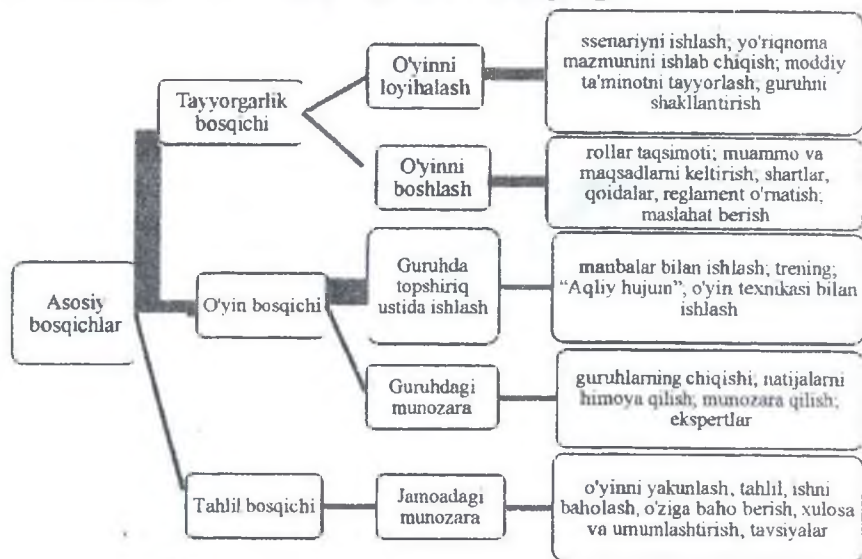 Asosiy
bosqichlar
Tayyorgarlik
bosqichi
O'yinni
loyihalash
ssenariyni ishlash; yo'riqnoma
mazmunini ishlab chiqish; moddiy
ta'minotni tayyorlash; guruhni
shakllantirish
O'yinni
boshlash
rollar taqsimoti; muammo va
maqsadlarni keltirish; shartlar,
qoidalar, reglament o'rnatish;
maslahat berish
O'yin bosqichi
Guruhda
topshiriq
ustida ishlash
manbalar bilan ishlash; trening;
“Aqliy hujum”; o'yin texnikasi bilan
ishlash
Guruhdagi
munozara
guruhlarning chiqishi, natijalarni
himoya qilish; munozara qilish;
ekspertlar
Tahlil bosqichi
Jamoadagi
munozara
o'yinni yakunlash, tahlil, ishni
baholash, o'ziga baho berish, xulosa
va umumlashtirish, tavsiyalar